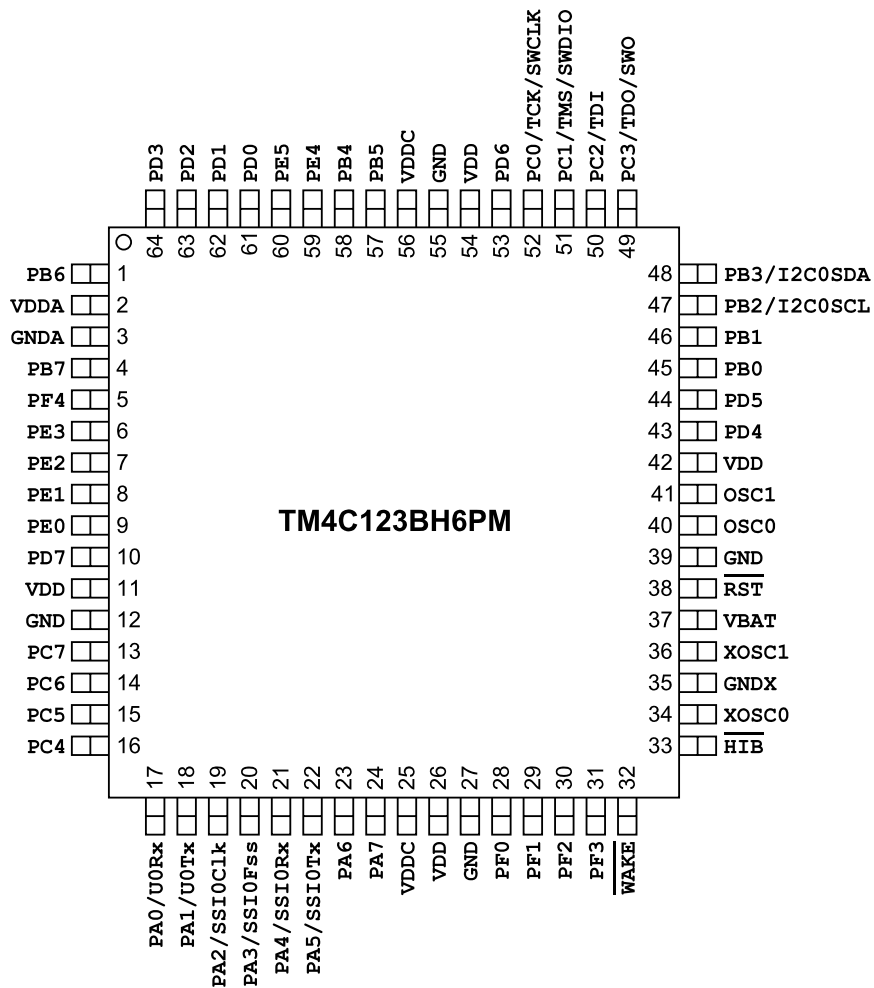 PD3
PD2
PD1
PD0
PE5
PE4
PB4
PB5
VDDC
GND
VDD
PD6
PC0/TCK/SWCLK
PC1/TMS/SWDIO
PC2/TDI
PC3/TDO/SWO
64
63
62
61
60
59
58
57
56
55
54
53
52
51
50
49
PB6 1
VDDA 2
GNDA 3
PB7 4
PF4 5
PE3 6
PE2 7
PE1 8
PE0 9
PD7 10
VDD 11
GND 12
PC7 13
PC6 14
PC5 15
PC4 16
TM4C123BH6PM
48 PB3/I2C0SDA
47 PB2/I2C0SCL
46 PB1
45 PB0
44 PD5
43 PD4
42 VDD
41 OSC1
40 OSC0
39 GND
38 RST
37 VBAT
36 XOSC1
35 GNDX
34 XOSC0
33 HIB
17
18
19
20
21
22
23
24
25
26
27
28
29
30
31
32
PA0/U0Rx
PA1/U0Tx
PA2/SSI0Clk
PA3/SSI0Fss
PA4/SSI0Rx
PA5/SSI0Tx
PA6
PA7
VDDC
VDD
GND
PF0
PF1
PF2
PF3
WAKE